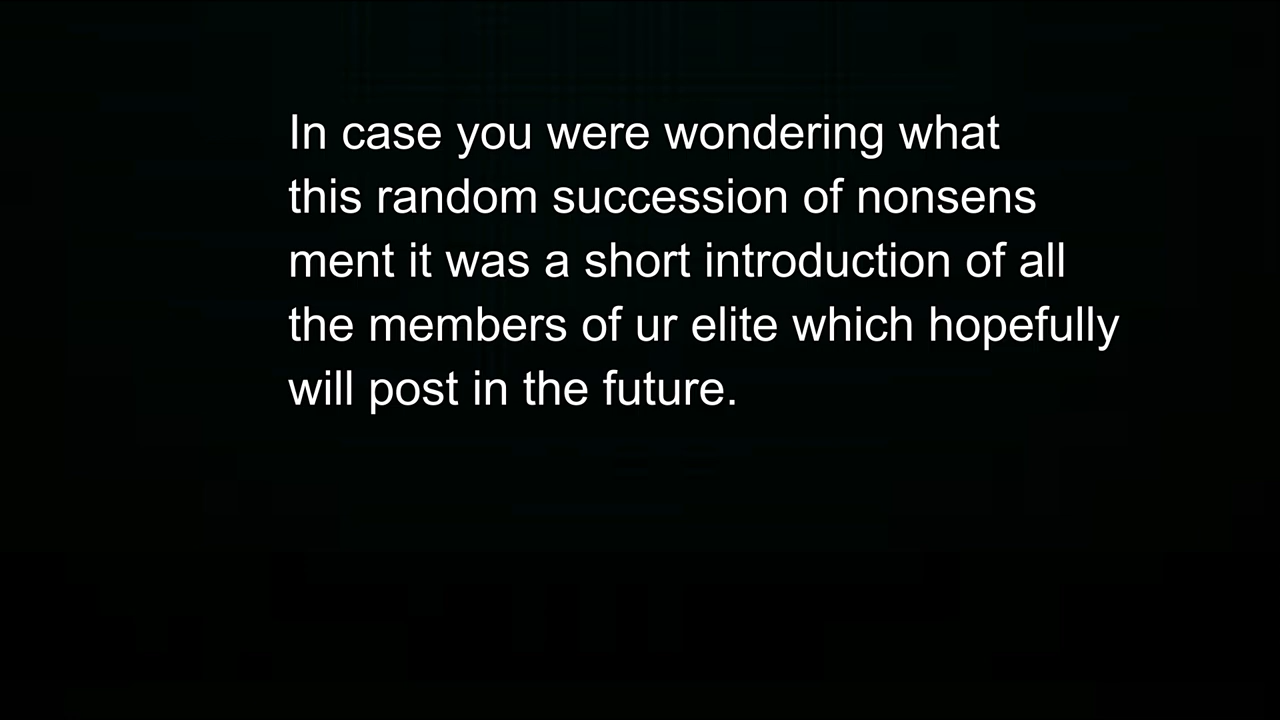 In case you were wondering what
this random succession of nonsens
ment it was a short introduction of all
the members of ur elite which hopefully
will post in the future.